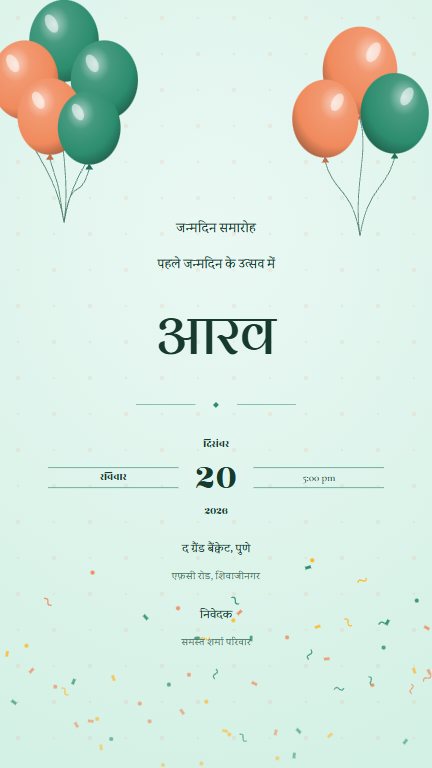 जन्मदिन समारोह
पहले जन्मदिन के उत्सव में
आरव
दिसंबर
रविवार 20 5:00 pm
2026
द ग्रैंड बैंक्वेट, पुणे
एफ़सी रोड, शिवाजीनगर
निवेदक
समस्त शर्मा परिवार